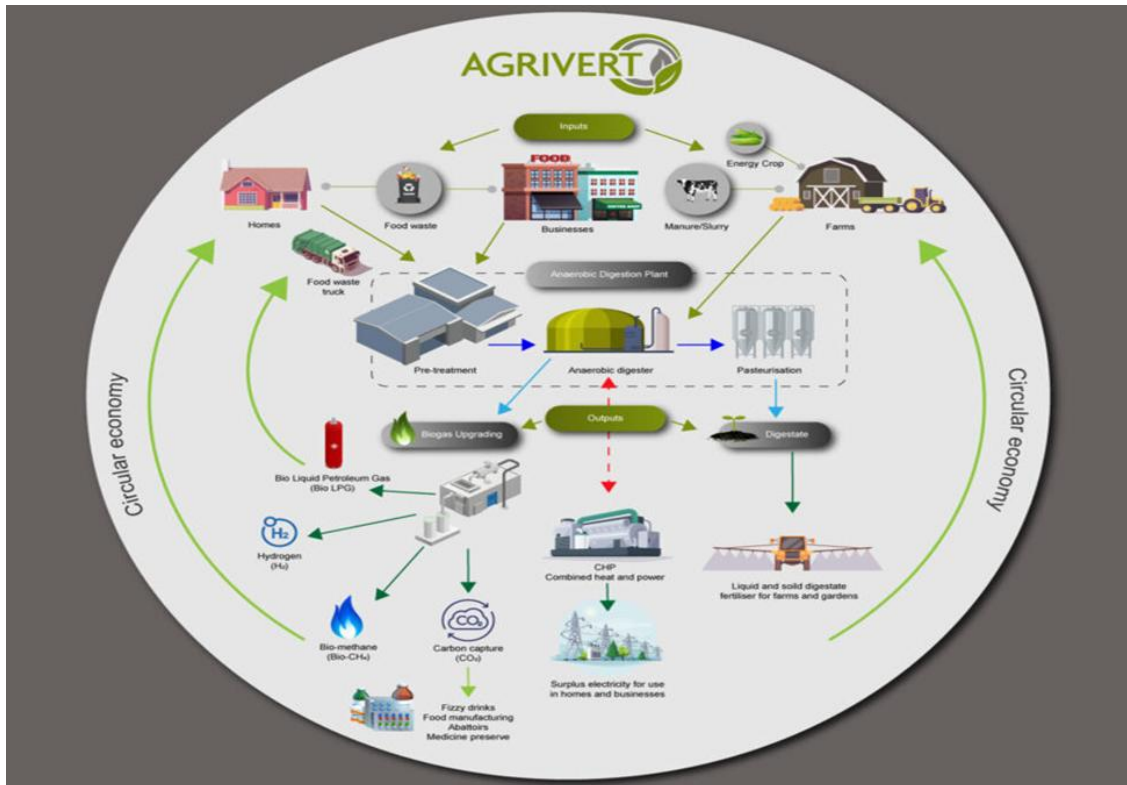 AGRIVERT
Inputs
Energy Crop
FOOD
Homes
Food waste
Businesses
Manure/Slurry
Farms
Food waste
truck
Anaerobic Digestion Plant
Pre-treatment
Anaerobic digester
Pasteurisation
Circular economy
Circular economy
Outputs
Biogas Upgrading
Digestate
Bio Liquid Petroleum Gas
(Bio LPG)
H₂
Hydrogen
(H₂)
CHP
Combined heat and power
Liquid and soild digestate
fertiliser for farms and gardens
CO₂
Bio-methane
(Bio-CH₄)
Carbon capture
(CO₂)
Surplus electricity for use
in homes and businesses
Fizzy drinks
Food manufacturing
Abattoirs
Medicine preserve